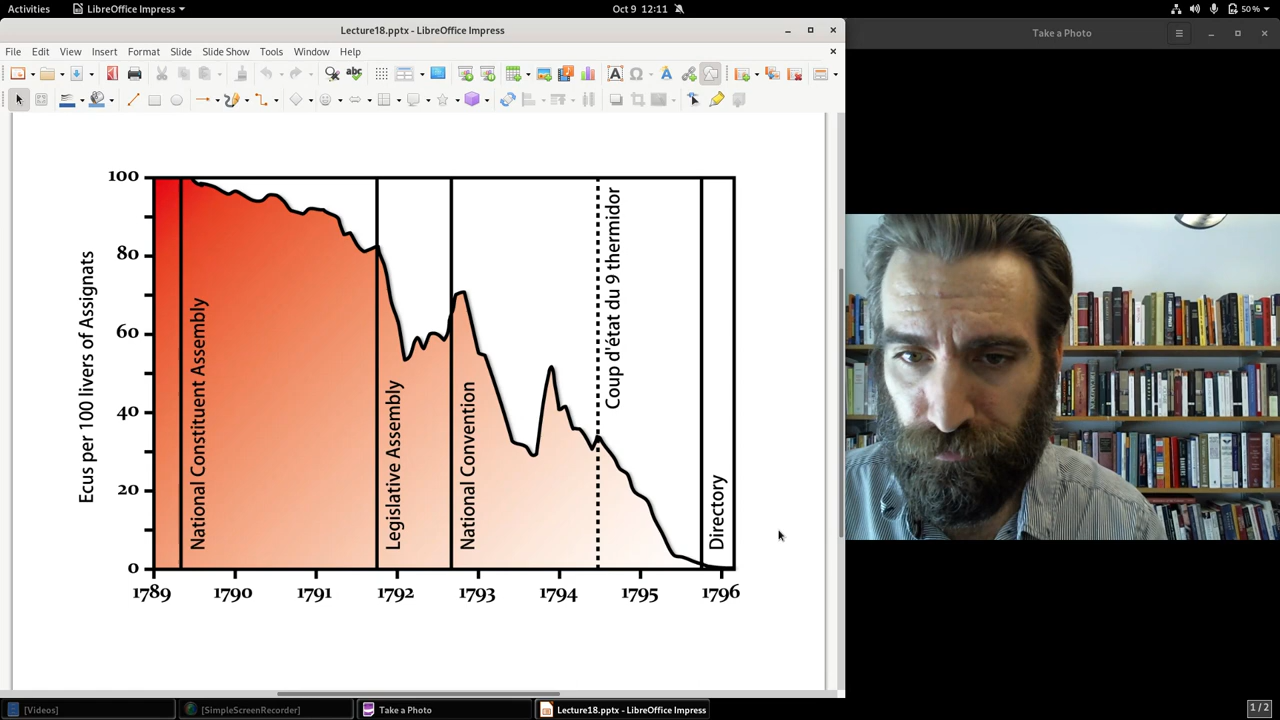 Activities
LibreOffice Impress
Oct 9 12:11
50%
Lecture18.pptx - LibreOffice Impress
Take a Photo
File Edit View Insert Format Slide Slide Show Tools Window Help
100
80
60
40
20
0
Ecus per 100 livers of Assignats
National Constituent Assembly
Legislative Assembly
National Convention
Coup d'état du 9 thermidor
Directory
1789 1790 1791 1792 1793 1794 1795 1796
[Videos]
[SimpleScreenRecorder]
Take a Photo
Lecture18.pptx - LibreOffice Impress
1/2